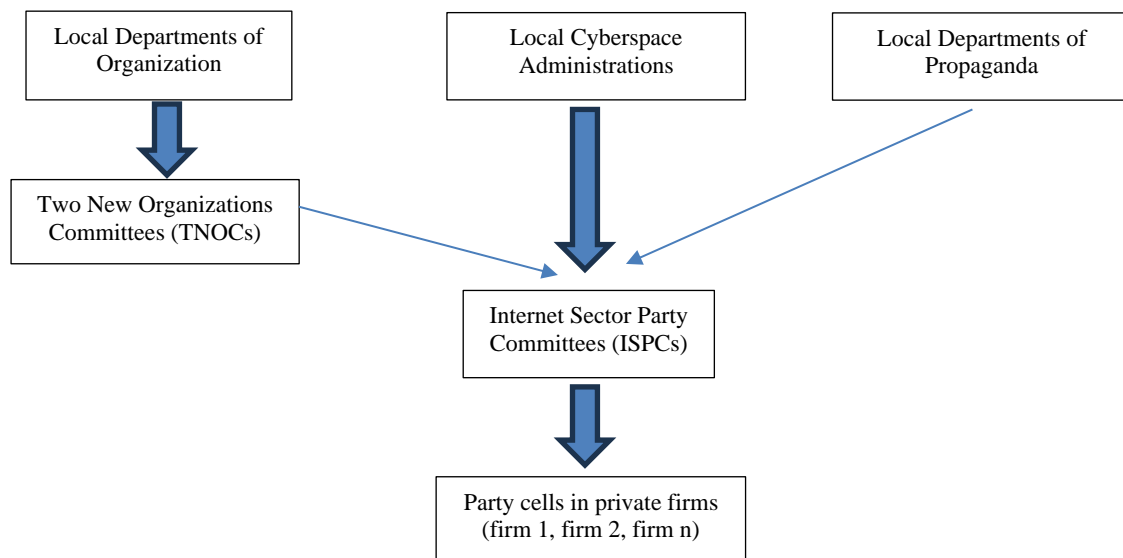 Local Departments of
Organization
Local Cyberspace
Administrations
Local Departments of
Propaganda
Two New Organizations
Committees (TNOCs)
Internet Sector Party
Committees (ISPCs)
Party cells in private firms
(firm 1, firm 2, firm n)